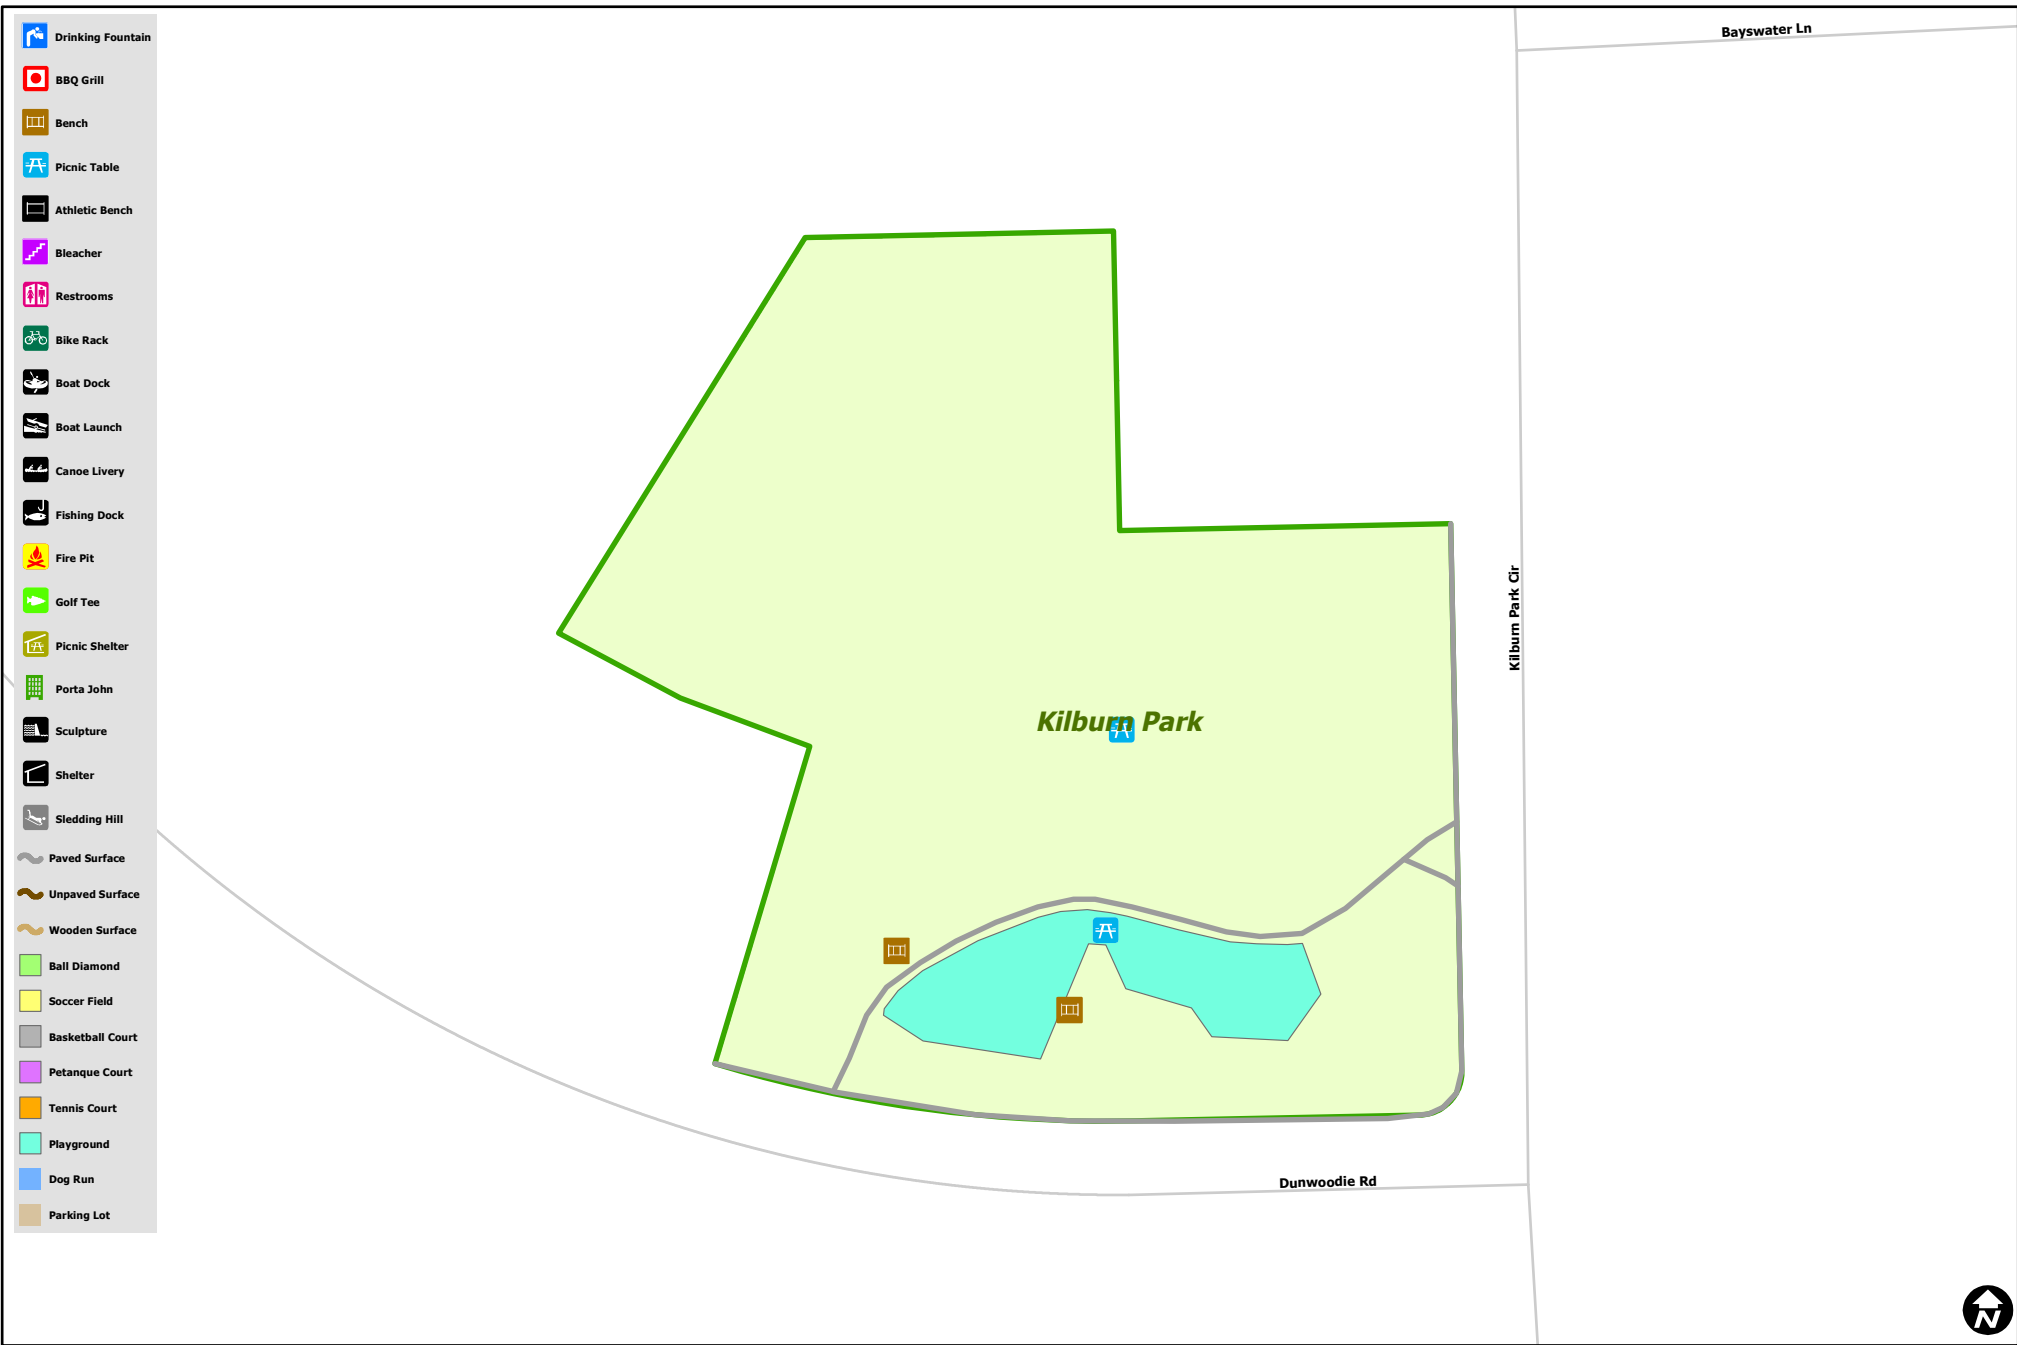 Drinking Fountain
BBQ Grill
Bench
Picnic Table
Athletic Bench
Bleacher
Restrooms
Bike Rack
Boat Dock
Boat Launch
Canoe Livery
Fishing Dock
Fire Pit
Golf Tee
Picnic Shelter
Porta John
Sculpture
Shelter
Sledding Hill
Paved Surface
Unpaved Surface
Wooden Surface
Ball Diamond
Soccer Field
Basketball Court
Petanque Court
Tennis Court
Playground
Dog Run
Parking Lot
Bayswater Ln
Kilburn Park Cir
Kilburn Park
Dunwoodie Rd
N